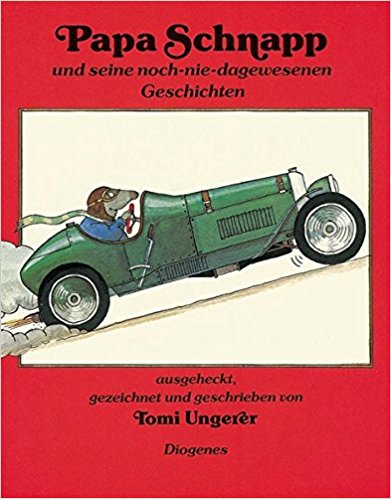 Papa Schnapp
und seine noch-nie-dagewesenen
Geschichten
ausgeheckt,
gezeichnet und geschrieben von
Tomi Ungerer
Diogenes